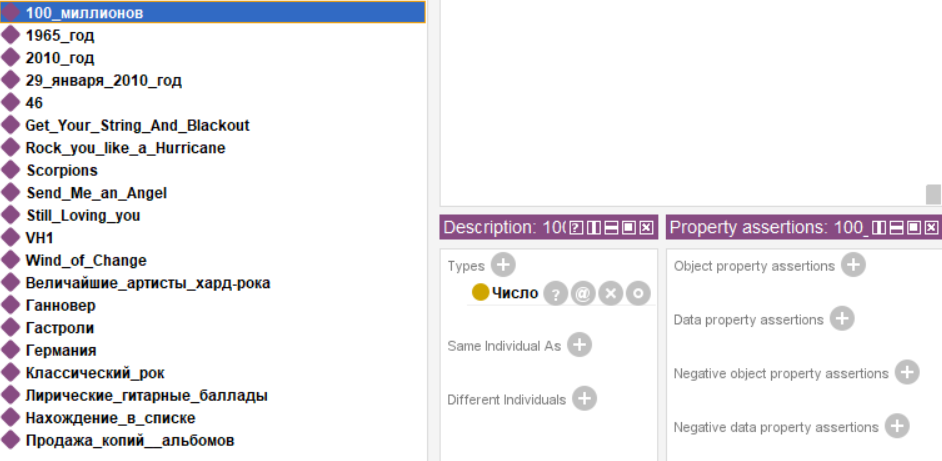 100_миллионов
1965_год
2010_год
29_января_2010_год
46
Get_Your_String_And_Blackout
Rock_you_like_a_Hurricane
Scorpions
Send_Me_an_Angel
Still_Loving_you
VH1
Wind_of_Change
Величайшие_артисты_хард-рока
Ганновер
Гастроли
Германия
Классический_рок
Лирические_гитарные_баллады
Нахождение_в_списке
Продажа_копий__альбомов
Description: 100
Types
Число
Same Individual As
Different Individuals
Property assertions: 100_
Object property assertions
Data property assertions
Negative object property assertions
Negative data property assertions